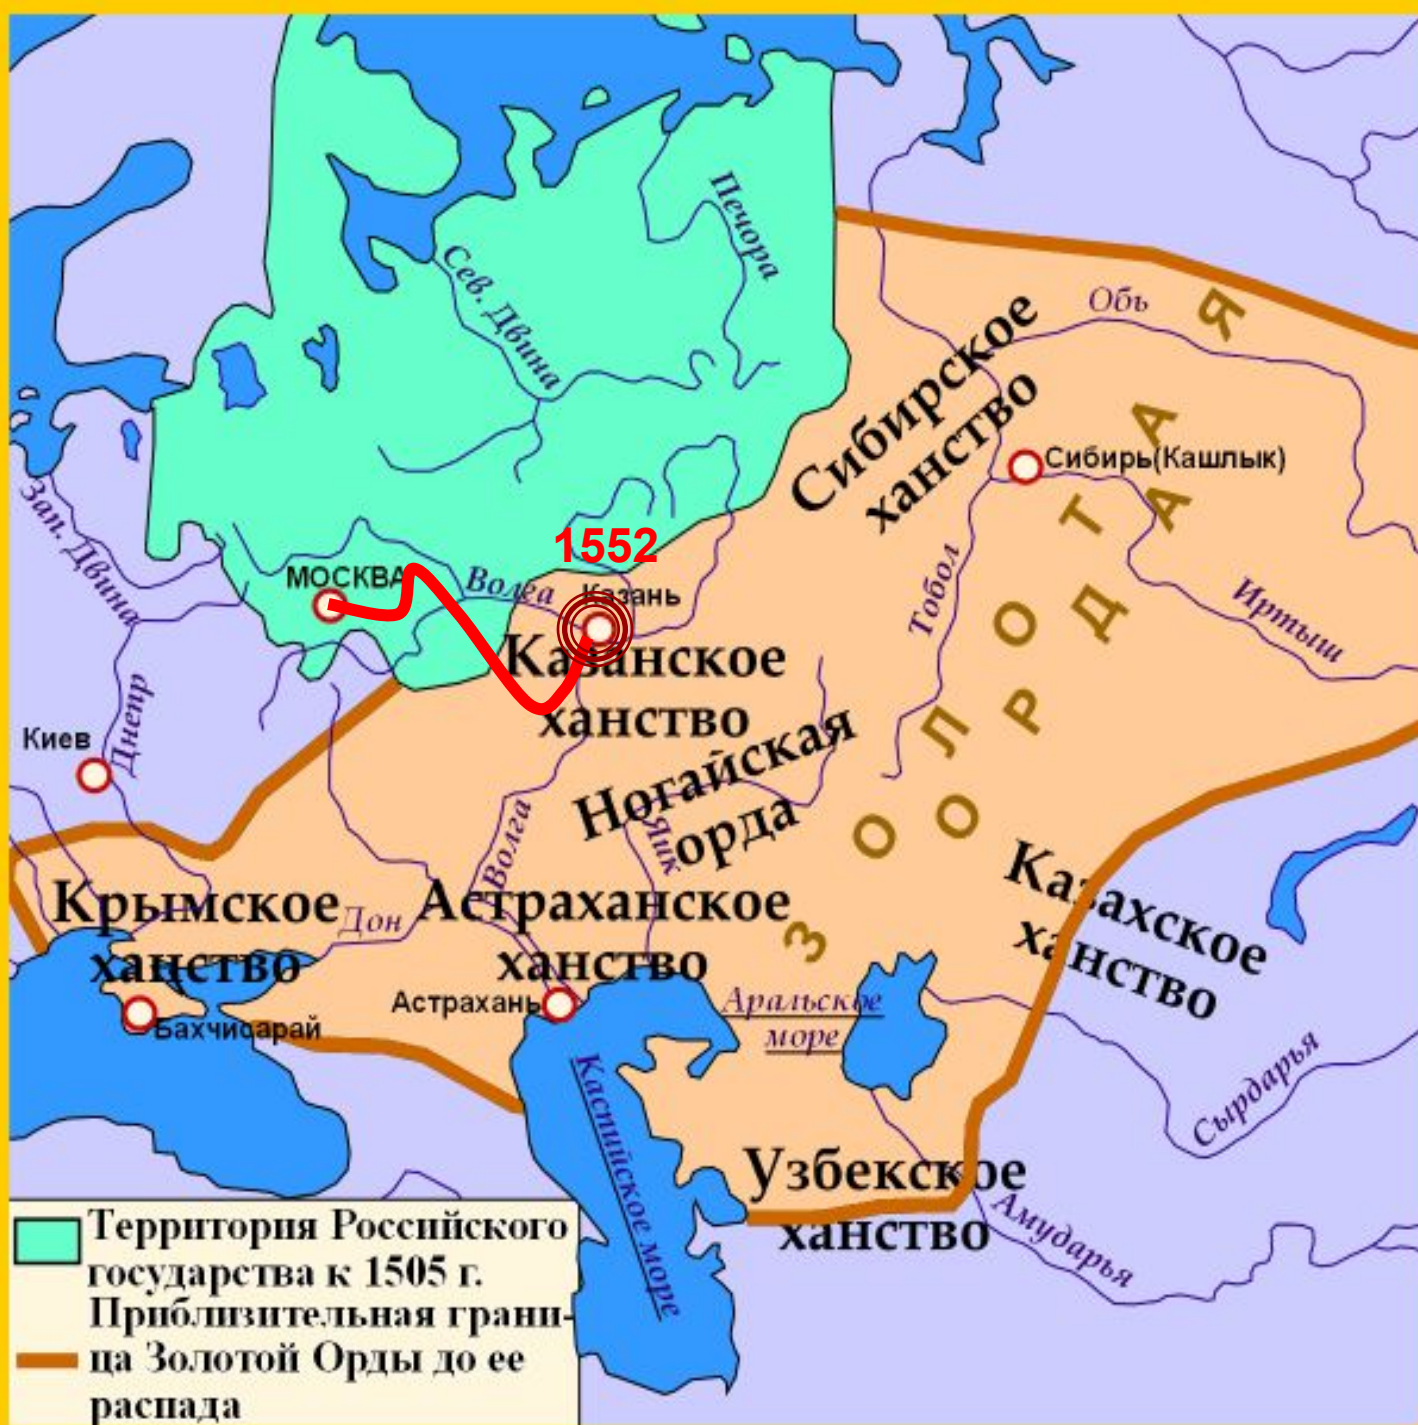 Печора
Сев. Двина
Обь
Сибирское
ханство
Сибирь(Кашлык)
Зап. Двина
1552
МОСКВА
Волга
Казань
Тобол
Иртыш
Казанское
ханство
Днепр
Киев
Ногайская
орда
Яик
Волга
ЗОЛОТАЯ
ОРДА
Крымское
ханство
Дон
Астраханское
ханство
Казахское
ханство
Астрахань
Бахчисарай
Аральское
море
Каспийское море
Сырдарья
Узбекское
ханство
Амударья
Территория Российского
государства к 1505 г.
Приблизительная грани-
ца Золотой Орды до ее
распада